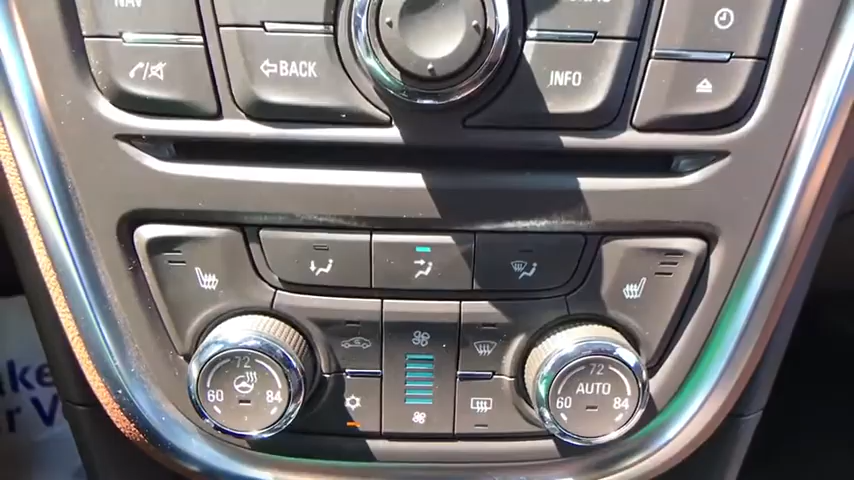 NAV
BACK
INFO
72
60 84
72
AUTO
60 84